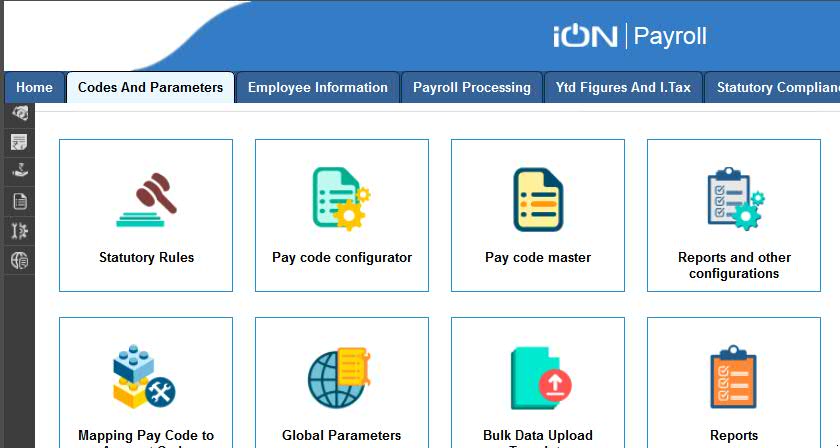 iON | Payroll
Home
Codes And Parameters
Employee Information
Payroll Processing
Ytd Figures And I.Tax
Statutory Complian
Statutory Rules
Pay code configurator
Pay code master
Reports and other
configurations
Mapping Pay Code to
Global Parameters
Bulk Data Upload
Reports